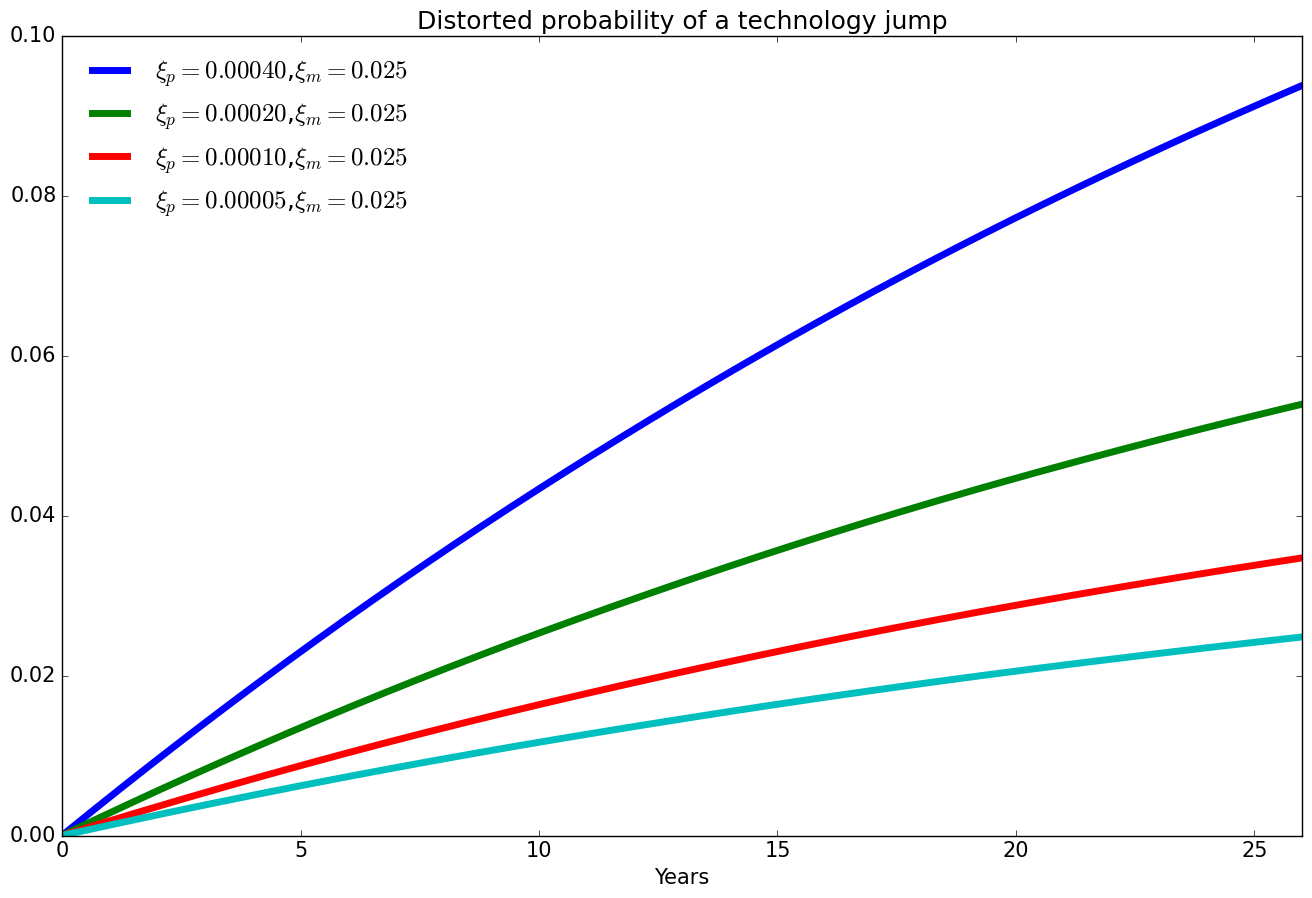 Distorted probability of a technology jump
0.10
0.08
0.06
0.04
0.02
0.00
ξₚ = 0.00040,ξₘ = 0.025
ξₚ = 0.00020,ξₘ = 0.025
ξₚ = 0.00010,ξₘ = 0.025
ξₚ = 0.00005,ξₘ = 0.025
0 5 10 15 20 25
Years